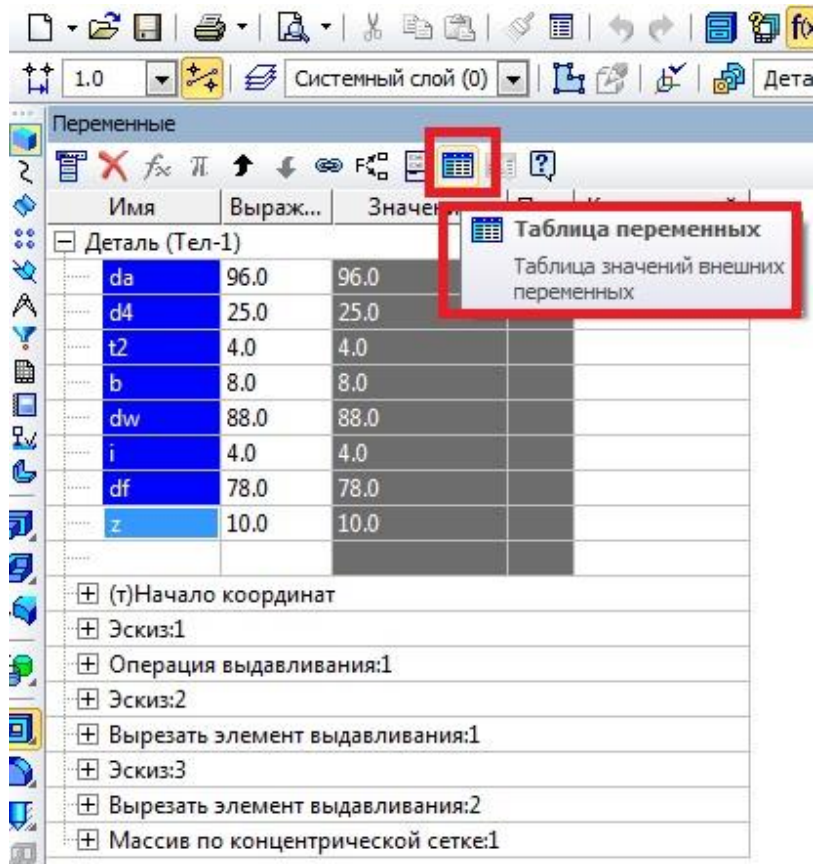 f(x
1.0 Системный слой (0) Дета
Переменные
Имя Выраж... Значени
Таблица переменных
Таблица значений внешних
переменных
Деталь (Тел-1)
da 96.0 96.0
d4 25.0 25.0
t2 4.0 4.0
b 8.0 8.0
dw 88.0 88.0
i 4.0 4.0
df 78.0 78.0
z 10.0 10.0
(т)Начало координат
Эскиз:1
Операция выдавливания:1
Эскиз:2
Вырезать элемент выдавливания:1
Эскиз:3
Вырезать элемент выдавливания:2
Массив по концентрической сетке:1